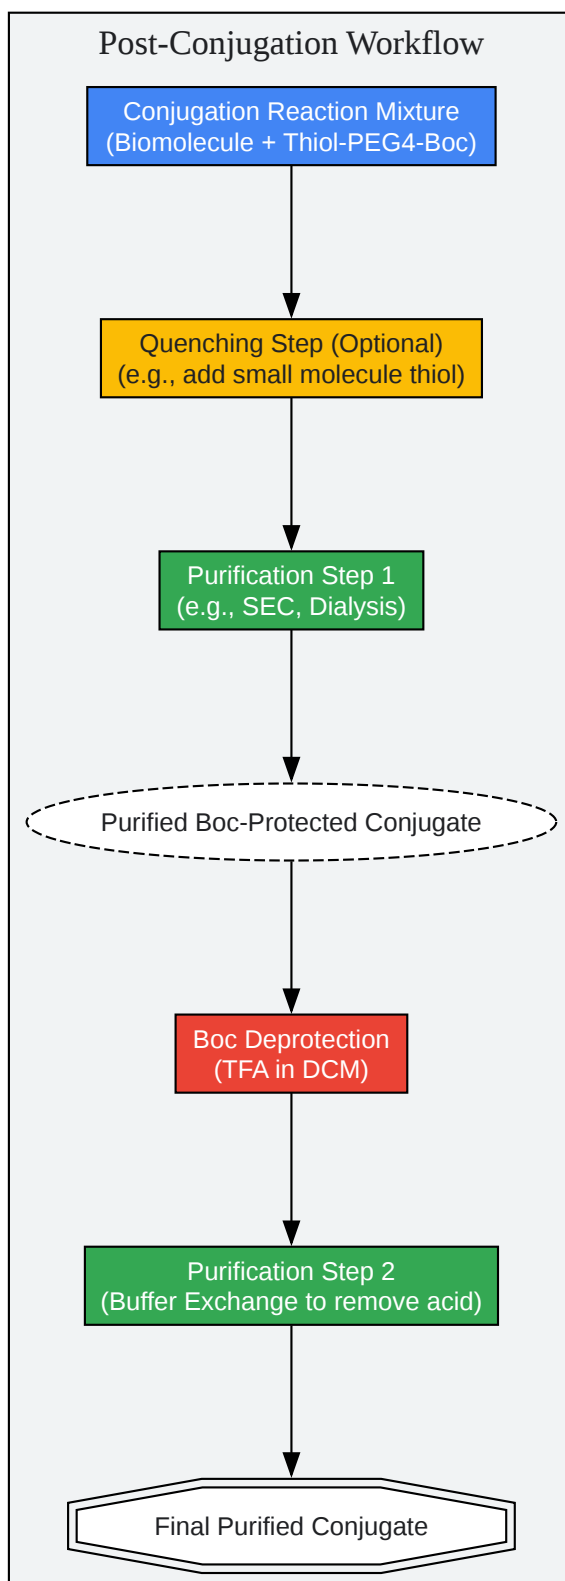 Post-Conjugation Workflow
Conjugation Reaction Mixture
(Biomolecule + Thiol-PEG4-Boc)
Quenching Step (Optional)
(e.g., add small molecule thiol)
Purification Step 1
(e.g., SEC, Dialysis)
Purified Boc-Protected Conjugate
Boc Deprotection
(TFA in DCM)
Purification Step 2
(Buffer Exchange to remove acid)
Final Purified Conjugate